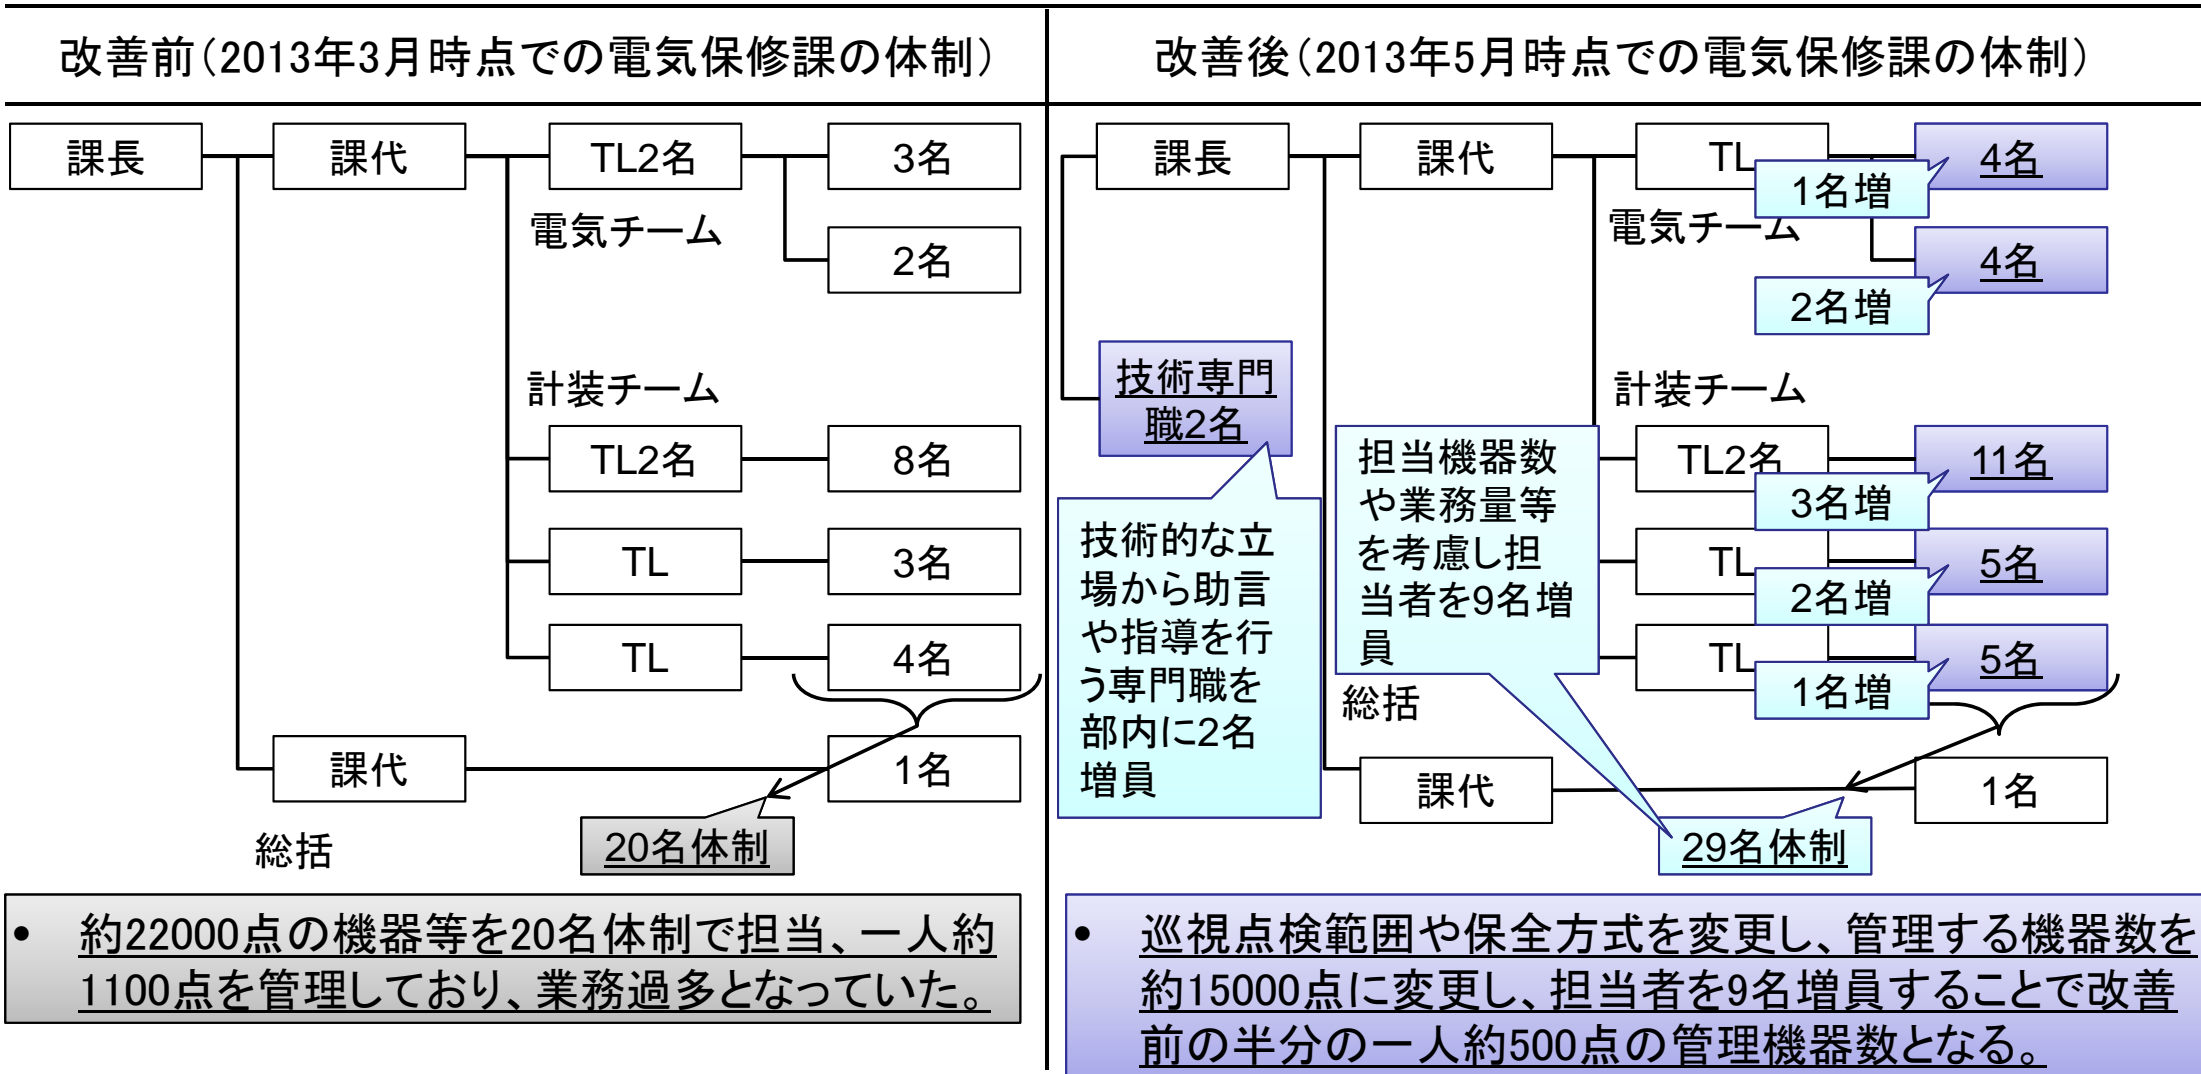 改善前(2013年3月時点での電気保修課の体制)
課長
課代
TL2名
3名
電気チーム
2名
計装チーム
TL2名
8名
TL
3名
TL
4名
課代
1名
総括
20名体制
• 約22000点の機器等を20名体制で担当、一人約
1100点を管理しており、業務過多となっていた。
改善後(2013年5月時点での電気保修課の体制)
課長
課代
TL
4名
1名増
電気チーム
4名
2名増
技術専門
職2名
計装チーム
TL2名
11名
3名増
TL
5名
2名増
TL
5名
1名増
技術的な立
場から助言
や指導を行
う専門職を
部内に2名
増員
担当機器数
や業務量等
を考慮し担
当者を9名増
員
総括
課代
1名
29名体制
• 巡視点検範囲や保全方式を変更し、管理する機器数を
約15000点に変更し、担当者を9名増員することで改善
前の半分の一人約500点の管理機器数となる。